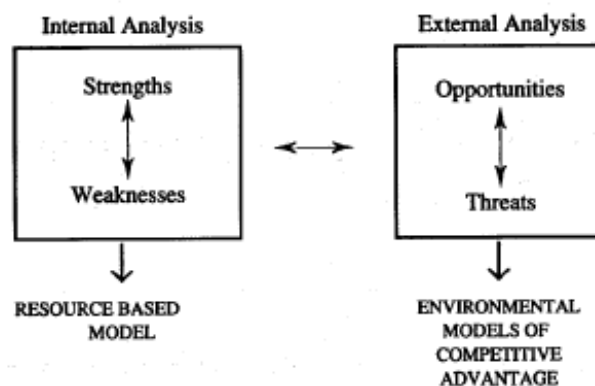 Internal Analysis
Strengths
Weaknesses
RESOURCE BASED
MODEL
External Analysis
Opportunities
Threats
ENVIRONMENTAL
MODELS OF
COMPETITIVE
ADVANTAGE